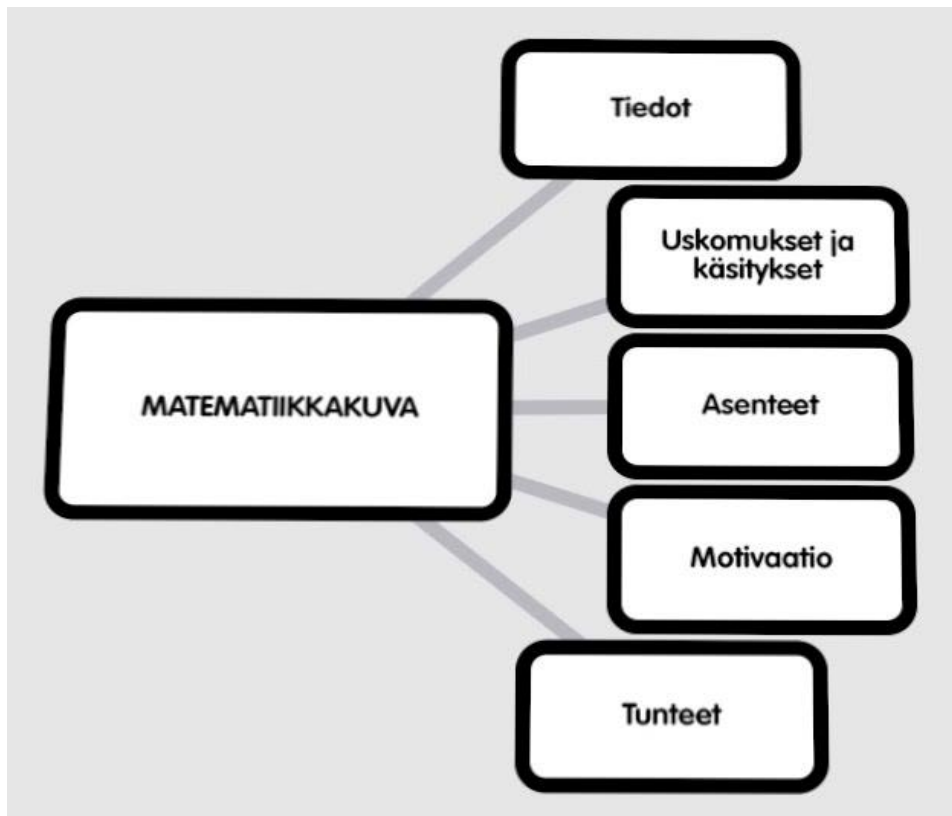 Tiedot
Uskomukset ja
käsitykset
MATEMATIIKKAKUVA
Asenteet
Motivaatio
Tunteet